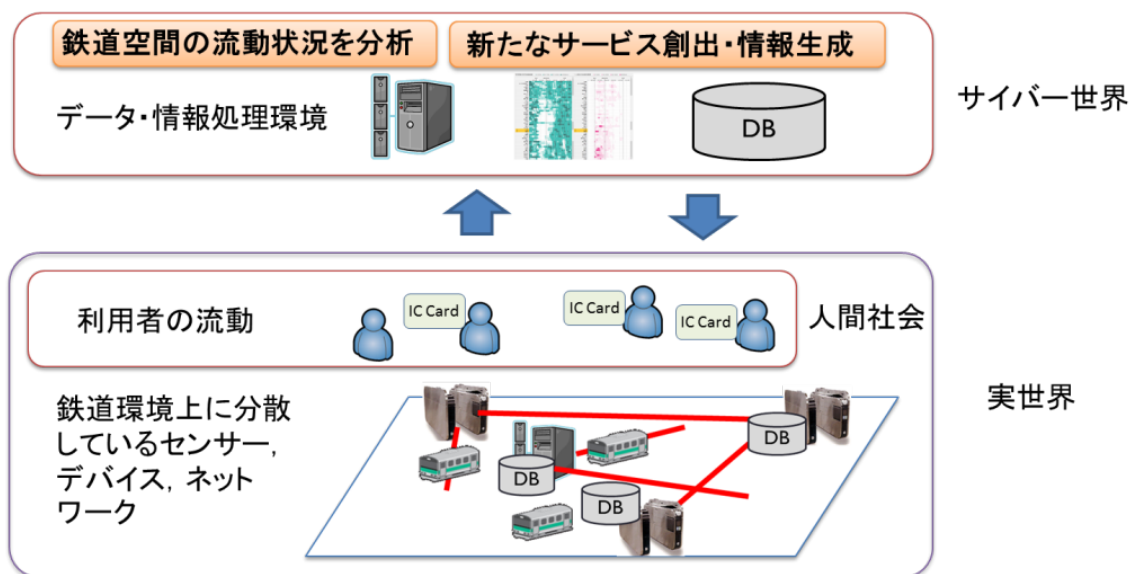 鉄道空間の流動状況を分析
新たなサービス創出・情報生成
データ・情報処理環境
DB
サイバー世界
利用者の流動
IC Card
IC Card
IC Card
人間社会
鉄道環境上に分散
しているセンサー,
デバイス, ネット
ワーク
DB
DB
DB
実世界